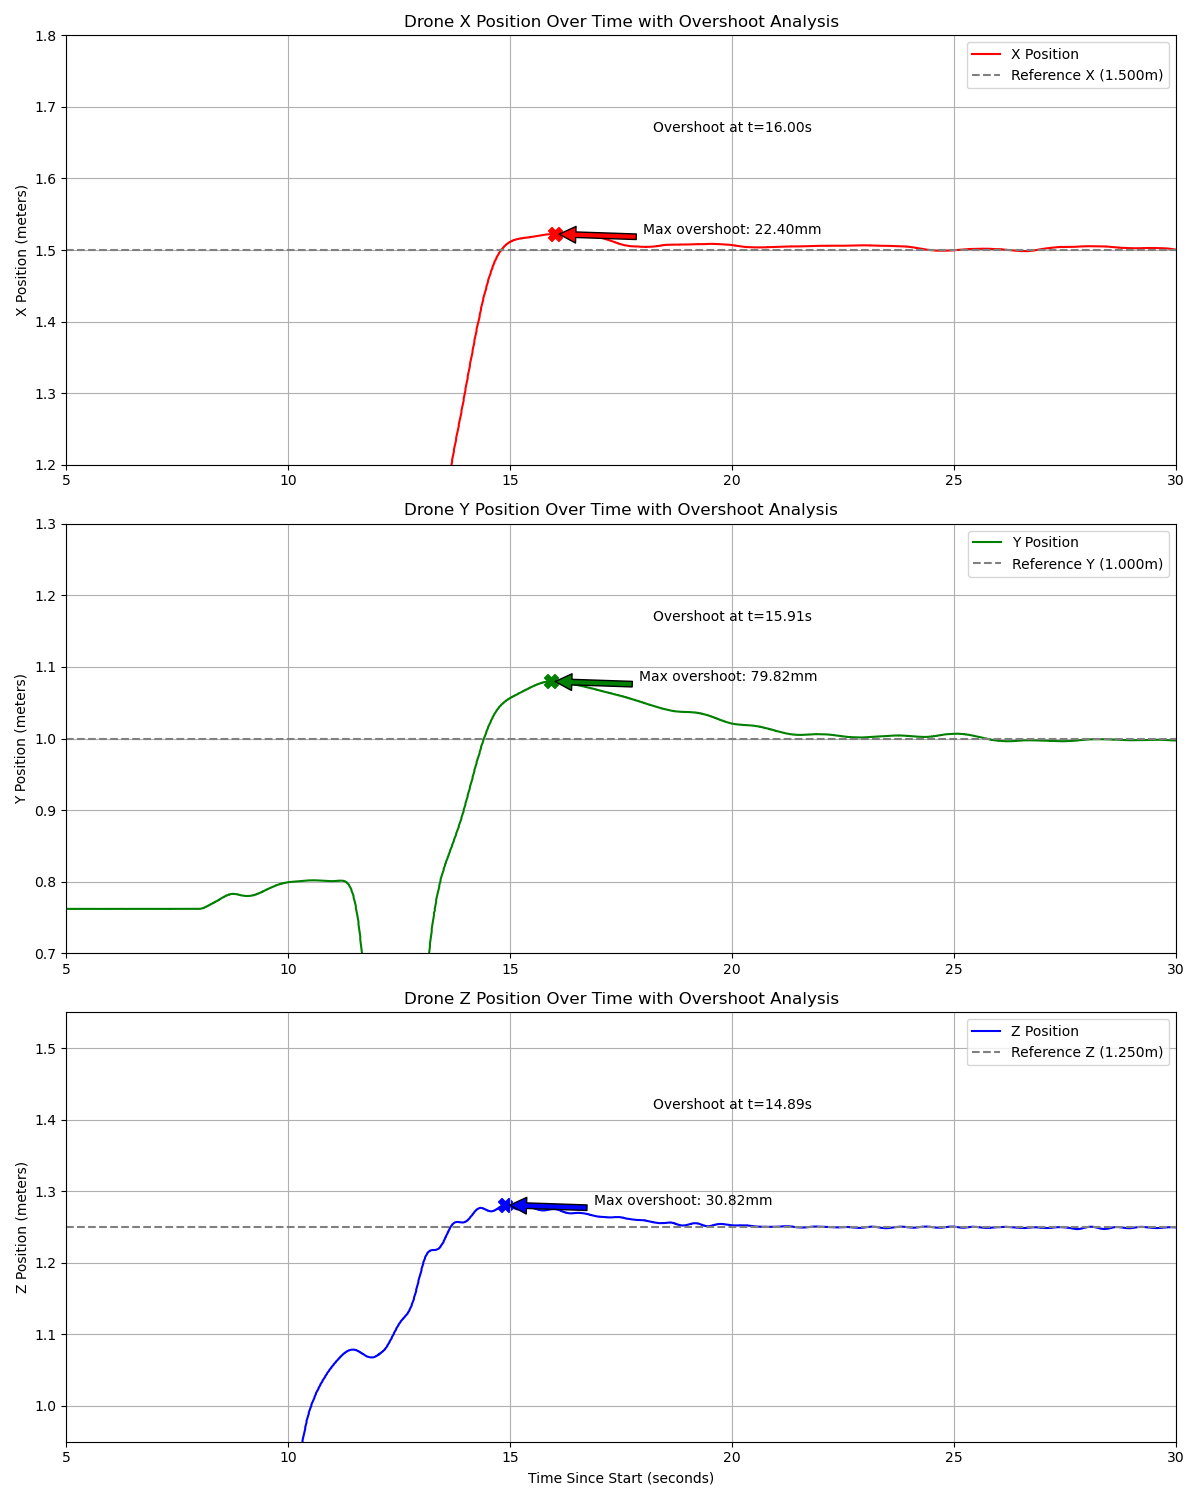 Drone X Position Over Time with Overshoot Analysis
1.8
1.7
1.6
1.5
1.4
1.3
1.2
X Position (meters)
X Position
Reference X (1.500m)
Overshoot at t=16.00s
Max overshoot: 22.40mm
5 10 15 20 25 30
Drone Y Position Over Time with Overshoot Analysis
1.3
1.2
1.1
1.0
0.9
0.8
0.7
Y Position (meters)
Y Position
Reference Y (1.000m)
Overshoot at t=15.91s
Max overshoot: 79.82mm
5 10 15 20 25 30
Drone Z Position Over Time with Overshoot Analysis
1.5
1.4
1.3
1.2
1.1
1.0
Z Position (meters)
Z Position
Reference Z (1.250m)
Overshoot at t=14.89s
Max overshoot: 30.82mm
5 10 15 20 25 30
Time Since Start (seconds)